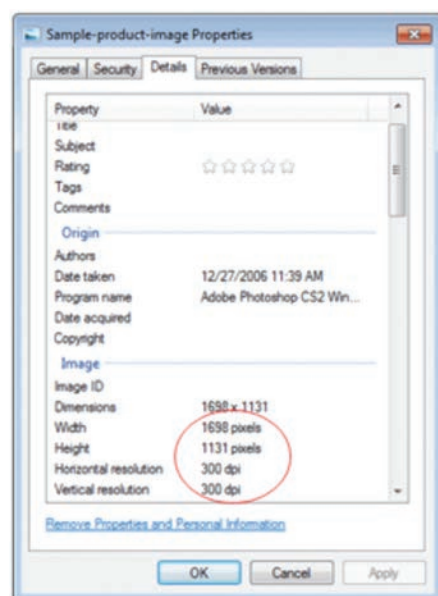 Sample-product-image Properties
General Security Details Previous Versions
Property Value
Title
Subject
Rating
Tags
Comments
Origin
Authors
Date taken 12/27/2006 11:39 AM
Program name Adobe Photoshop CS2 Win...
Date acquired
Copyright
Image
Image ID
Dimensions 1698 x 1131
Width 1698 pixels
Height 1131 pixels
Horizontal resolution 300 dpi
Vertical resolution 300 dpi
Remove Properties and Personal Information
OK Cancel Apply